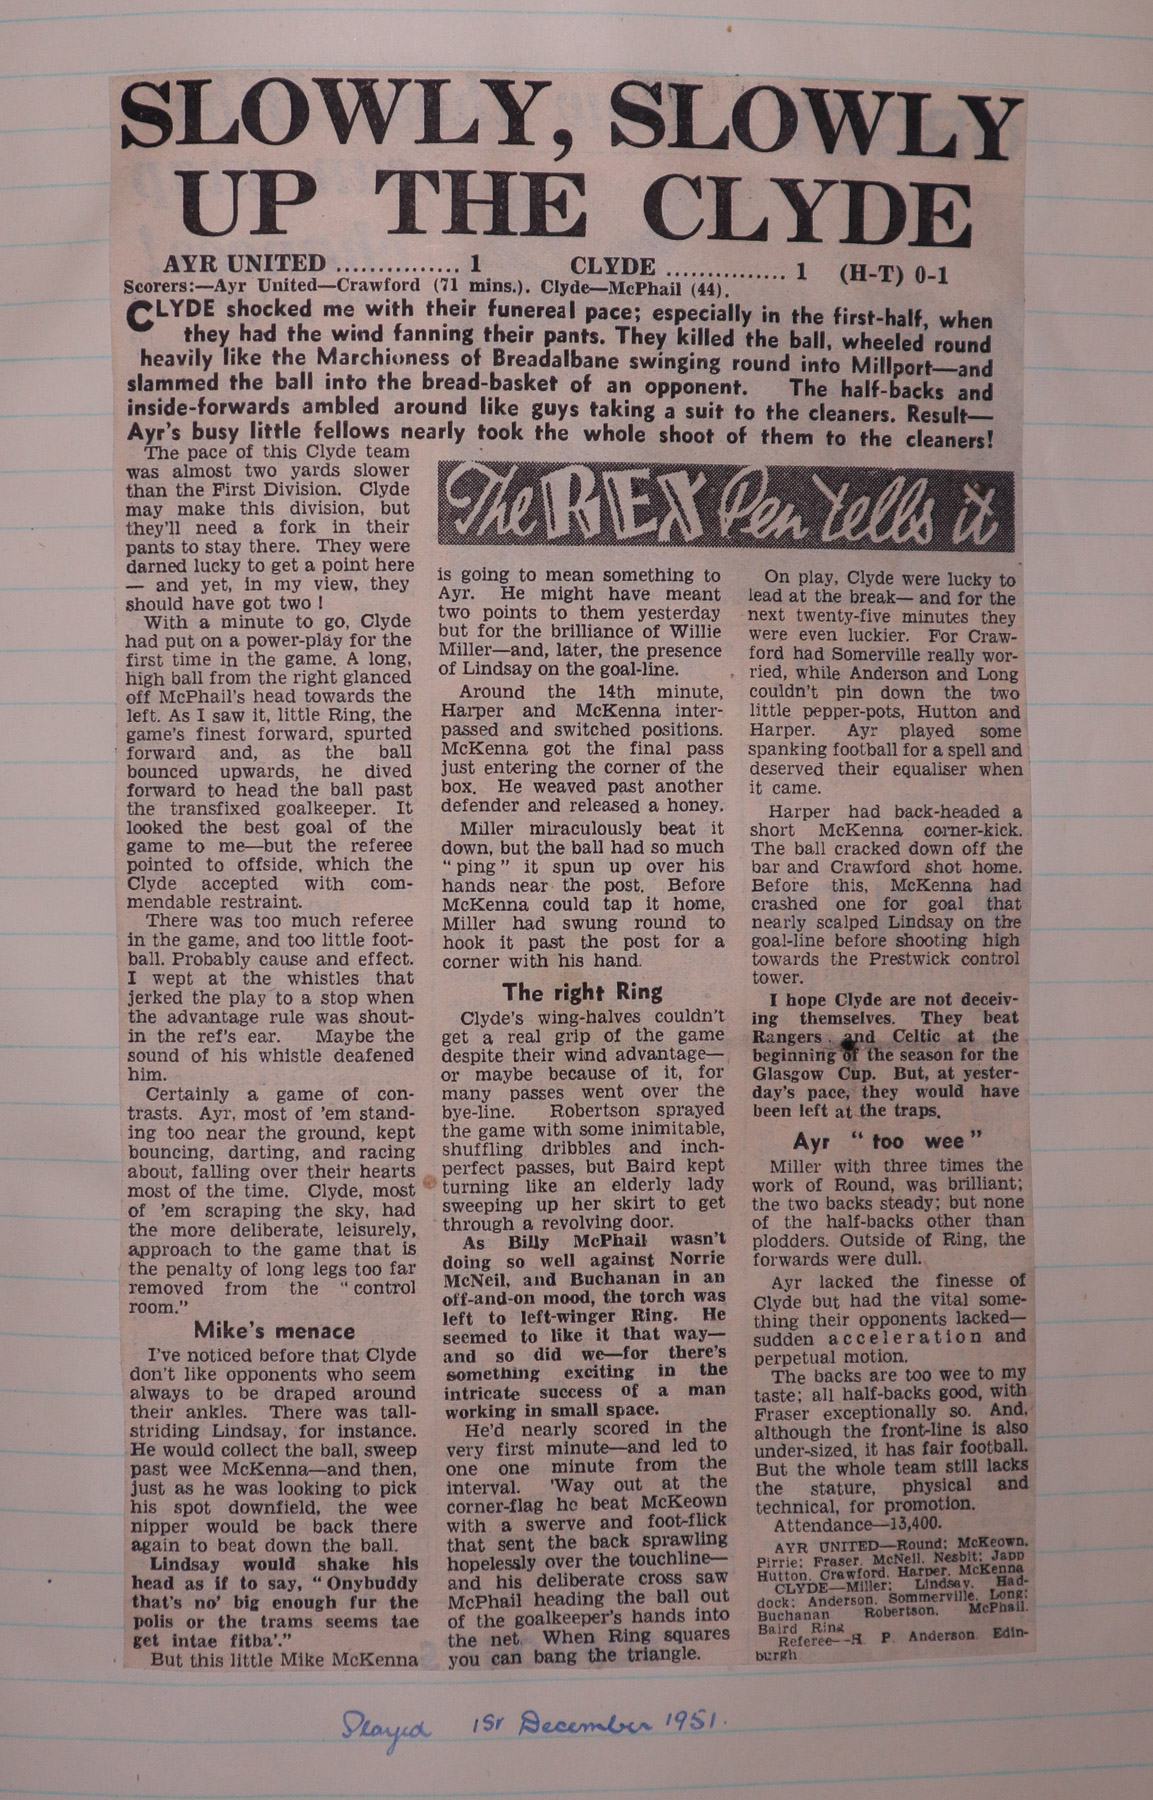 SLOWLY, SLOWLY
UP THE CLYDE
AYR UNITED ............... 1 CLYDE ............... 1 (H-T) 0-1
Scorers:—Ayr United—Crawford (71 mins.). Clyde—McPhail (44).
CLYDE shocked me with their funereal pace; especially in the first-half, when
they had the wind fanning their pants. They killed the ball, wheeled round
heavily like the Marchioness of Breadalbane swinging round into Millport—and
slammed the ball into the bread-basket of an opponent. The half-backs and
inside-forwards ambled around like guys taking a suit to the cleaners. Result—
Ayr's busy little fellows nearly took the whole shoot of them to the cleaners!
The pace of this Clyde team
was almost two yards slower
than the First Division. Clyde
may make this division, but
they'll need a fork in their
pants to stay there. They were
darned lucky to get a point here
— and yet, in my view, they
should have got two !
With a minute to go, Clyde
had put on a power-play for the
first time in the game. A long,
high ball from the right glanced
off McPhail's head towards the
left. As I saw it, little Ring, the
game's finest forward, spurted
forward and, as the ball
bounced upwards, he dived
forward to head the ball past
the transfixed goalkeeper. It
looked the best goal of the
game to me—but the referee
pointed to offside, which the
Clyde accepted with com-
mendable restraint.
There was too much referee
in the game, and too little foot-
ball. Probably cause and effect.
I wept at the whistles that
jerked the play to a stop when
the advantage rule was shout-
in the ref's ear. Maybe the
sound of his whistle deafened
him.
Certainly a game of con-
trasts. Ayr, most of 'em stand-
ing too near the ground, kept
bouncing, darting, and racing
about, falling over their hearts
most of the time. Clyde, most
of 'em scraping the sky, had
the more deliberate, leisurely,
approach to the game that is
the penalty of long legs too far
removed from the "control
room."
Mike's menace
I've noticed before that Clyde
don't like opponents who seem
always to be draped around
their ankles. There was tall-
striding Lindsay, for instance.
He would collect the ball, sweep
past wee McKenna—and then,
just as he was looking to pick
his spot downfield, the wee
nipper would be back there
again to beat down the ball.
Lindsay would shake his
head as if to say, "Onybuddy
that's no' big enough fur the
polis or the trams seems tae
get intae fitba'."
But this little Mike McKenna
The REX Pen tells it
is going to mean something to
Ayr. He might have meant
two points to them yesterday
but for the brilliance of Willie
Miller—and, later, the presence
of Lindsay on the goal-line.
Around the 14th minute,
Harper and McKenna inter-
passed and switched positions.
McKenna got the final pass
just entering the corner of the
box. He weaved past another
defender and released a honey.
Miller miraculously beat it
down, but the ball had so much
"ping" it spun up over his
hands near the post. Before
McKenna could tap it home,
Miller had swung round to
hook it past the post for a
corner with his hand.
The right Ring
Clyde's wing-halves couldn't
get a real grip of the game
despite their wind advantage—
or maybe because of it, for
many passes went over the
bye-line. Robertson sprayed
the game with some inimitable,
shuffling dribbles and inch-
perfect passes, but Baird kept
turning like an elderly lady
sweeping up her skirt to get
through a revolving door.
As Billy McPhail wasn't
doing so well against Norrie
McNeil, and Buchanan in an
off-and-on mood, the torch was
left to left-winger Ring. He
seemed to like it that way—
and so did we—for there's
something exciting in the
intricate success of a man
working in small space.
He'd nearly scored in the
very first minute—and led to
one one minute from the
interval. 'Way out at the
corner-flag he beat McKeown
with a swerve and foot-flick
that sent the back sprawling
hopelessly over the touchline—
and his deliberate cross saw
McPhail heading the ball out
of the goalkeeper's hands into
the net. When Ring squares
you can bang the triangle.
On play, Clyde were lucky to
lead at the break— and for the
next twenty-five minutes they
were even luckier. For Craw-
ford had Somerville really wor-
ried, while Anderson and Long
couldn't pin down the two
little pepper-pots, Hutton and
Harper. Ayr played some
spanking football for a spell and
deserved their equaliser when
it came.
Harper had back-headed a
short McKenna corner-kick.
The ball cracked down off the
bar and Crawford shot home.
Before this, McKenna had
crashed one for goal that
nearly scalped Lindsay on the
goal-line before shooting high
towards the Prestwick control
tower.
I hope Clyde are not deceiv-
ing themselves. They beat
Rangers and Celtic at the
beginning of the season for the
Glasgow Cup. But, at yester-
day's pace, they would have
been left at the traps.
Ayr "too wee"
Miller with three times the
work of Round, was brilliant;
the two backs steady; but none
of the half-backs other than
plodders. Outside of Ring, the
forwards were dull.
Ayr lacked the finesse of
Clyde but had the vital some-
thing their opponents lacked—
sudden acceleration and
perpetual motion.
The backs are too wee to my
taste; all half-backs good, with
Fraser exceptionally so. And,
although the front-line is also
under-sized, it has fair football.
But the whole team still lacks
the stature, physical and
technical, for promotion.
Attendance—13,400.
AYR UNITED—Round; McKeown,
Pirrie; Fraser, McNeil, Nesbit; Japp
Hutton, Crawford, Harper, McKenna
CLYDE—Miller; Lindsay, Had-
dock; Anderson, Sommerville, Long;
Buchanan Robertson, McPhail,
Baird Ring
Referee—H. P. Anderson, Edin-
burgh
Played 1st December 1951.